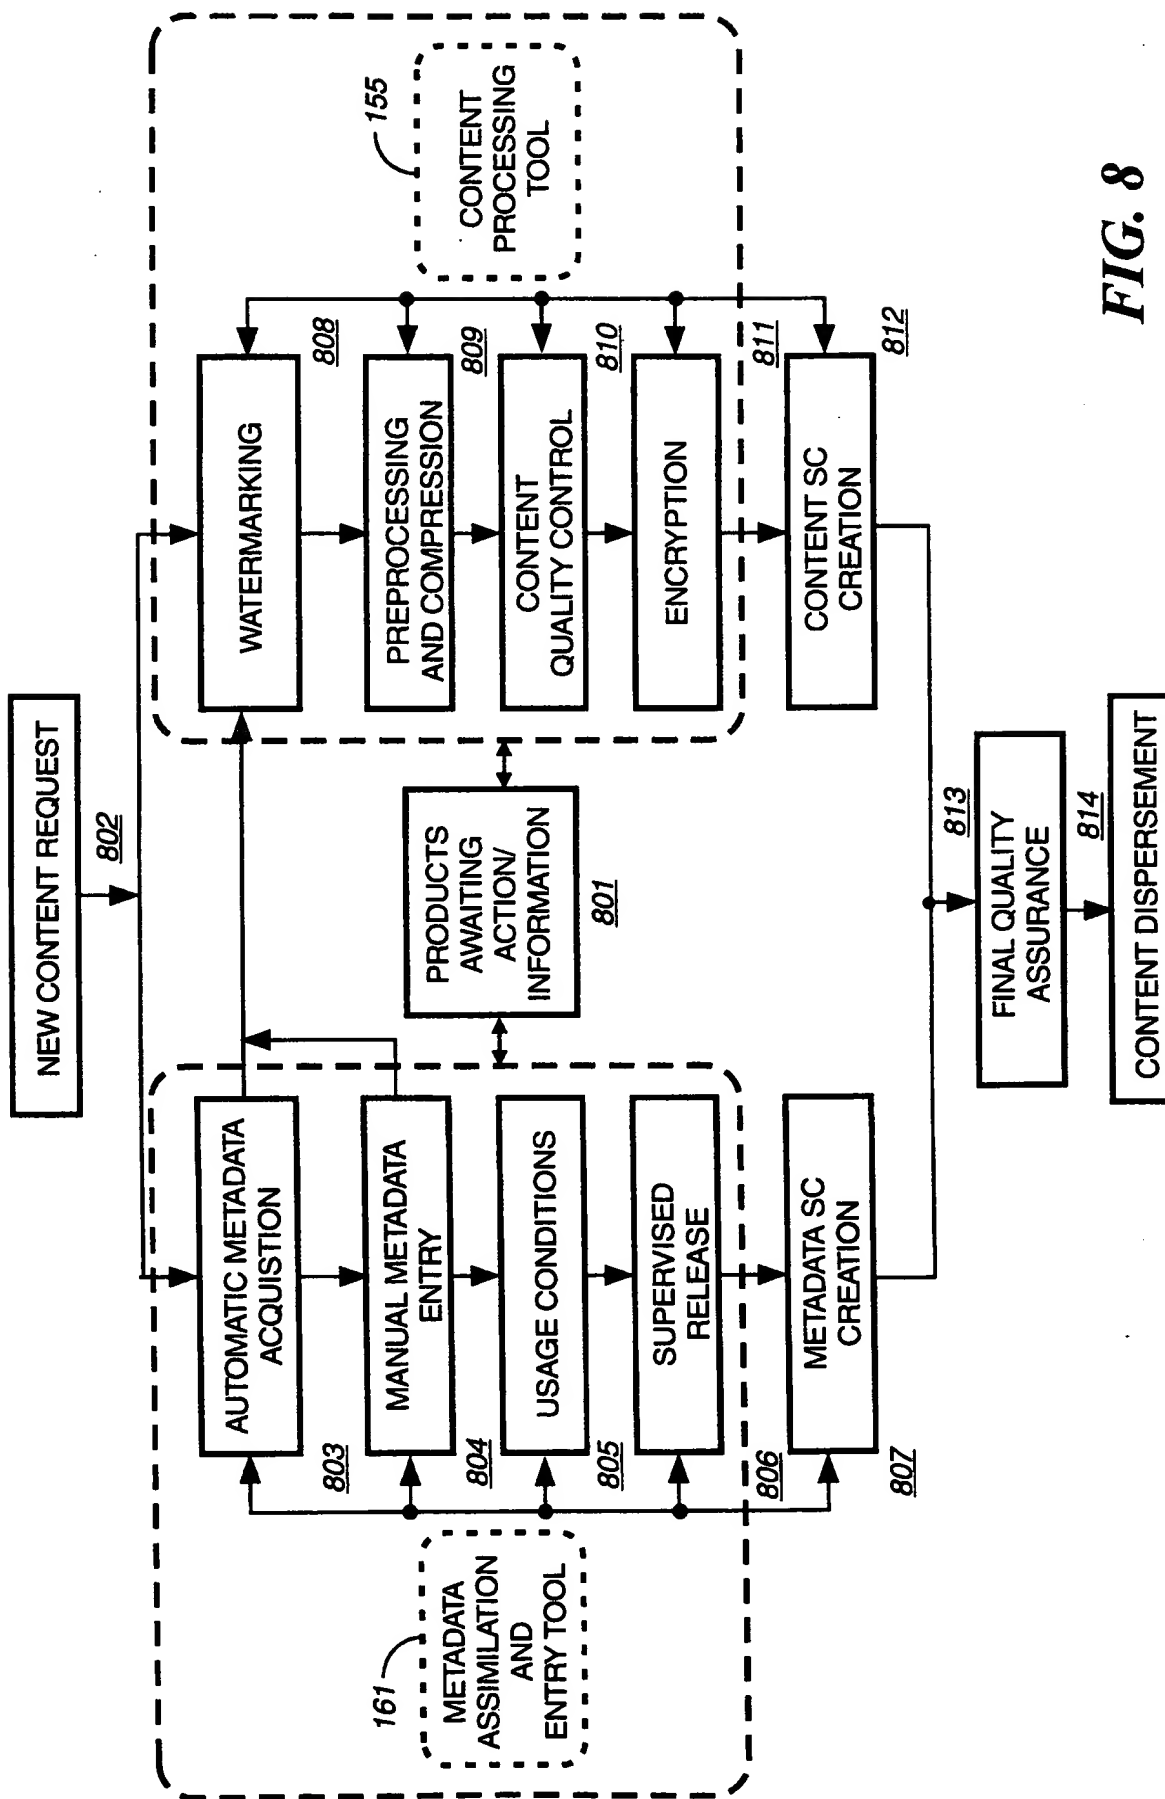 NEW CONTENT REQUEST
802
161
METADATA
ASSIMILATION
AND
ENTRY TOOL
AUTOMATIC METADATA
ACQUISTION
803
MANUAL METADATA
ENTRY
804
USAGE CONDITIONS
805
SUPERVISED
RELEASE
806
METADATA SC
CREATION
807
PRODUCTS
AWAITING
ACTION/
INFORMATION
801
WATERMARKING
808
PREPROCESSING
AND COMPRESSION
809
CONTENT
QUALITY CONTROL
810
ENCRYPTION
811
CONTENT SC
CREATION
812
155
CONTENT
PROCESSING
TOOL
813
FINAL QUALITY
ASSURANCE
814
CONTENT DISPERSEMENT
FIG. 8